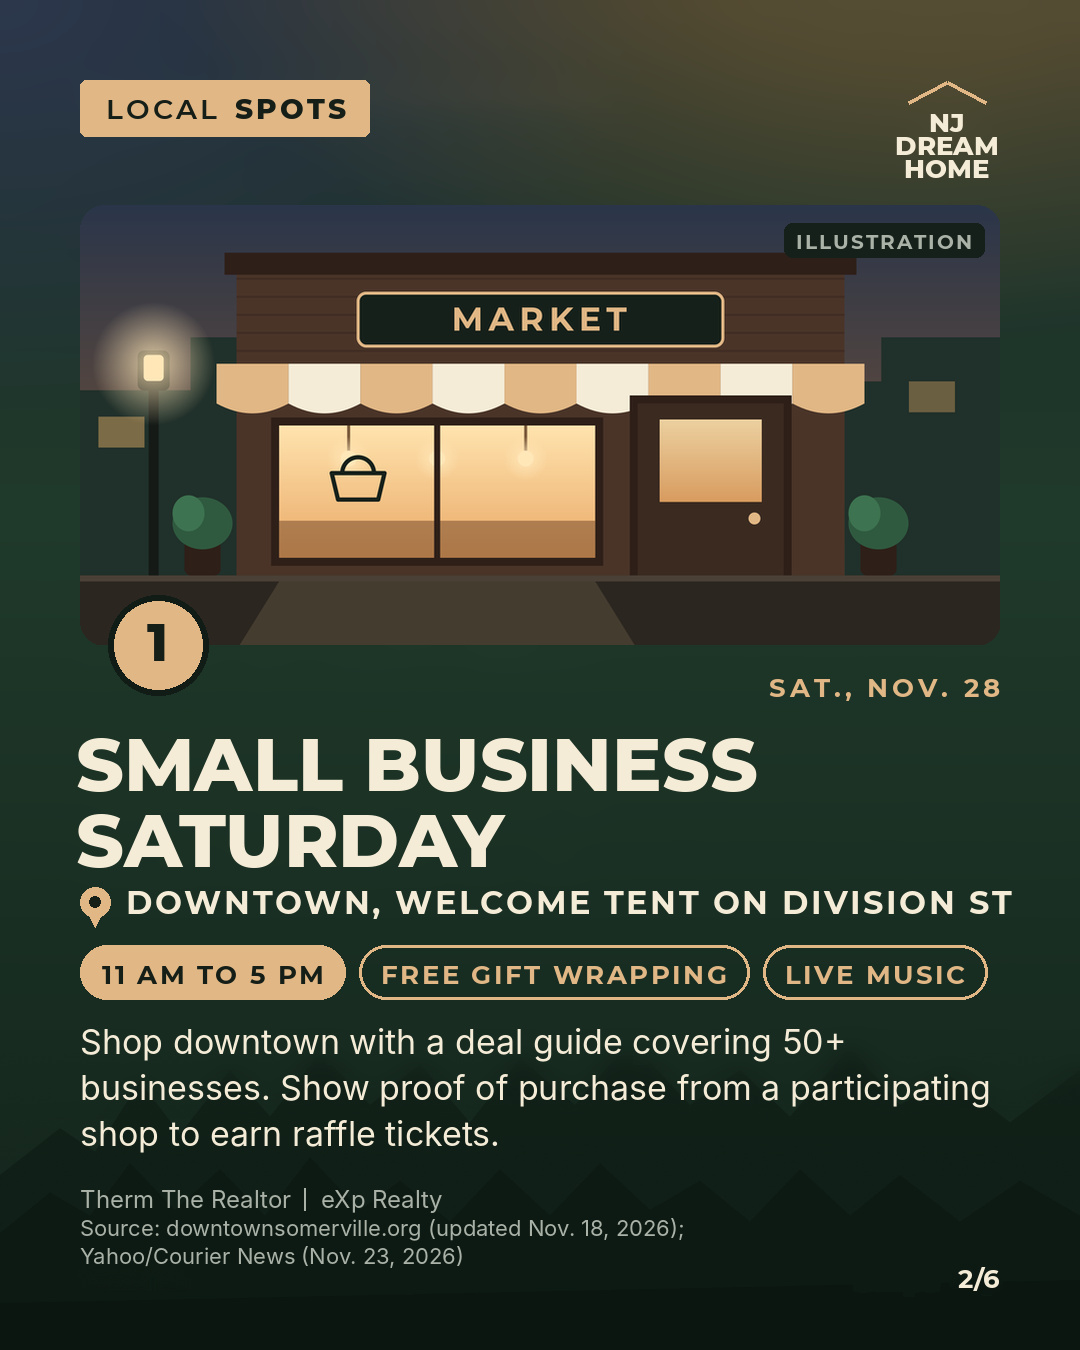 LOCAL SPOTS
NJ
DREAM
HOME
ILLUSTRATION
MARKET
1
SAT., NOV. 28
SMALL BUSINESS
SATURDAY
DOWNTOWN, WELCOME TENT ON DIVISION ST
11 AM TO 5 PM
FREE GIFT WRAPPING
LIVE MUSIC
Shop downtown with a deal guide covering 50+
businesses. Show proof of purchase from a participating
shop to earn raffle tickets.
Therm The Realtor | eXp Realty
Source: downtownsomerville.org (updated Nov. 18, 2026);
Yahoo/Courier News (Nov. 23, 2026)
2/6